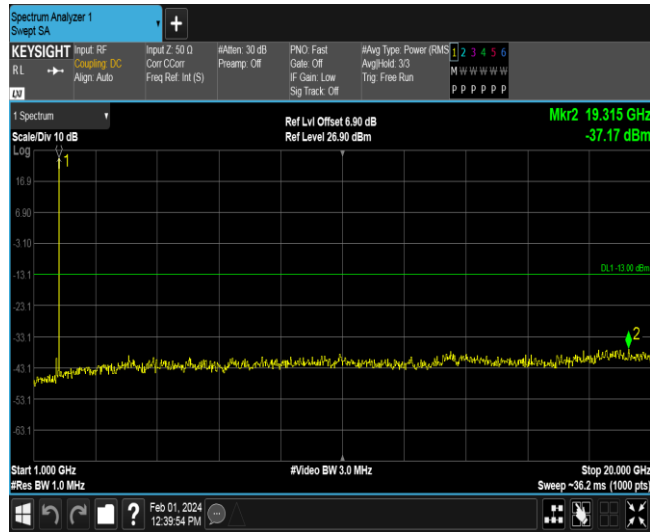 Spectrum Analyzer 1
Swept SA
+
KEYSIGHT
RL
LXI
Input: RF
Coupling: DC
Align: Auto
Input Z: 50 Ω
Corr CCorr
Freq Ref: Int (S)
#Atten: 30 dB
Preamp: Off
PNO: Fast
Gate: Off
IF Gain: Low
Sig Track: Off
#Avg Type: Power (RMS
Avg|Hold: 3/3
Trig: Free Run
1 2 3 4 5 6
M W W W W W
P P P P P P
1 Spectrum
Scale/Div 10 dB
Log
Ref Lvl Offset 6.90 dB
Ref Level 26.90 dBm
Mkr2 19.315 GHz
-37.17 dBm
1
16.9
6.90
-3.10
-13.1
DL1 -13.00 dBm
-23.1
-33.1
2
-43.1
-53.1
-63.1
Start 1.000 GHz
#Video BW 3.0 MHz
Stop 20.000 GHz
#Res BW 1.0 MHz
Sweep ~36.2 ms (1000 pts)
?
Feb 01, 2024
12:39:54 PM